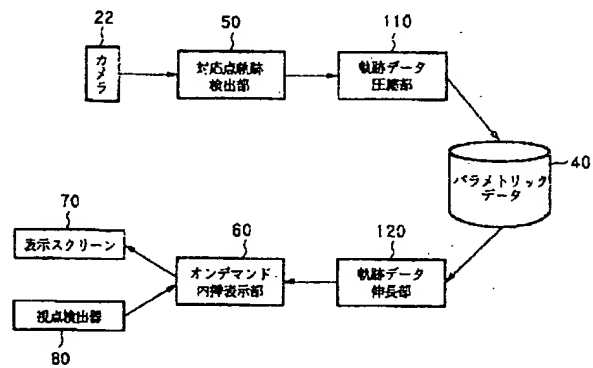 22
カメラ
50
対応点軌跡
検出部
110
軌跡データ
圧縮部
40
パラメトリック
データ
70
表示スクリーン
60
オンデマンド
内挿表示部
120
軌跡データ
伸長部
視点検出器
80